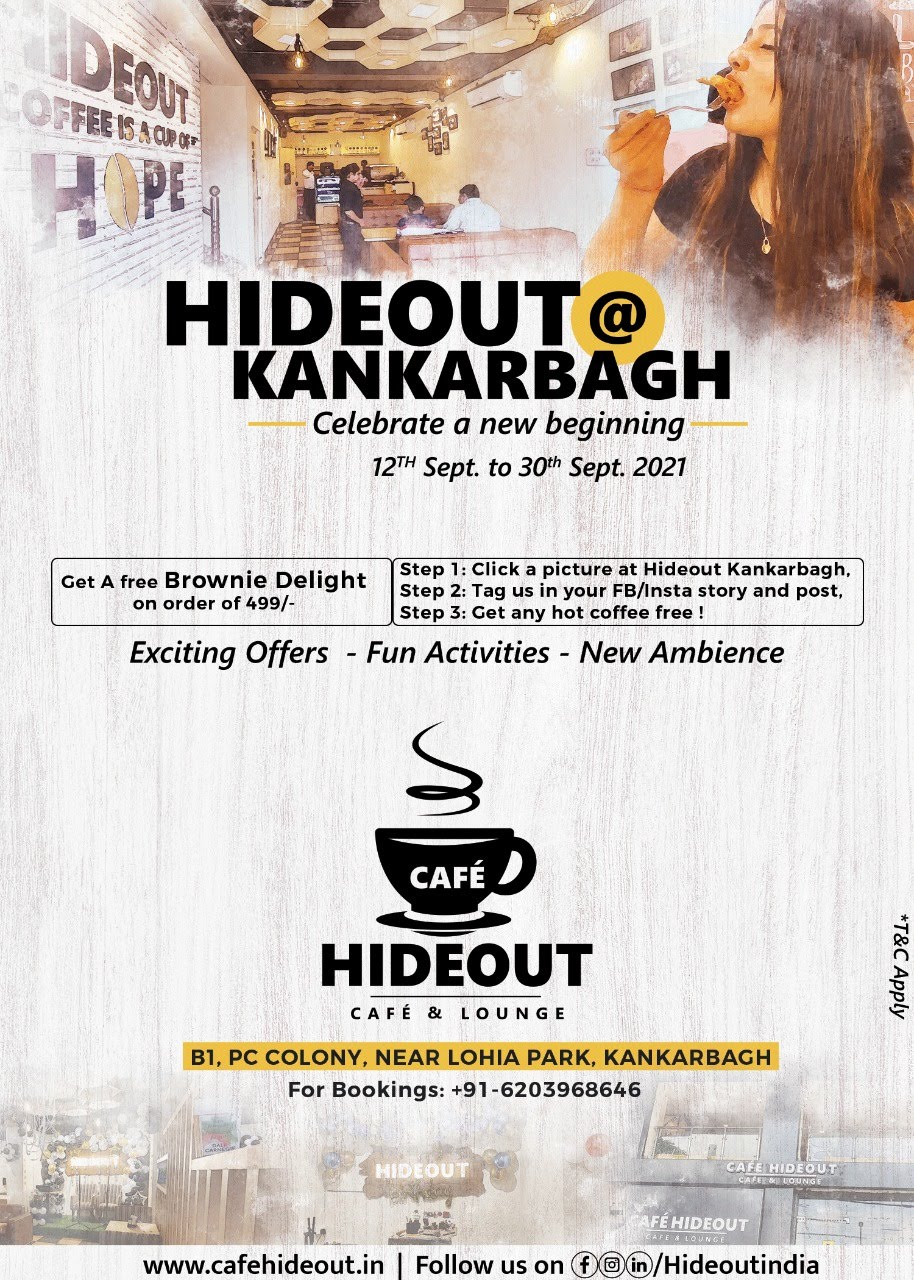 HIDEOUT
COFFEE IS A CUP OF
HOPE
HIDEOUT@
KANKARBAGH
Celebrate a new beginning
12TH Sept. to 30th Sept. 2021
Get A free Brownie Delight
on order of 499/-
Step 1: Click a picture at Hideout Kankarbagh,
Step 2: Tag us in your FB/Insta story and post,
Step 3: Get any hot coffee free !
Exciting Offers - Fun Activities - New Ambience
CAFÉ
HIDEOUT
CAFÉ & LOUNGE
*T&C Apply
B1, PC COLONY, NEAR LOHIA PARK, KANKARBAGH
For Bookings: +91-6203968646
HIDEOUT
CAFE HIDEOUT
CAFE & LOUNGE
CAFÉ HIDEOUT
CAFE & LOUNGE
www.cafehideout.in | Follow us on /Hideoutindia